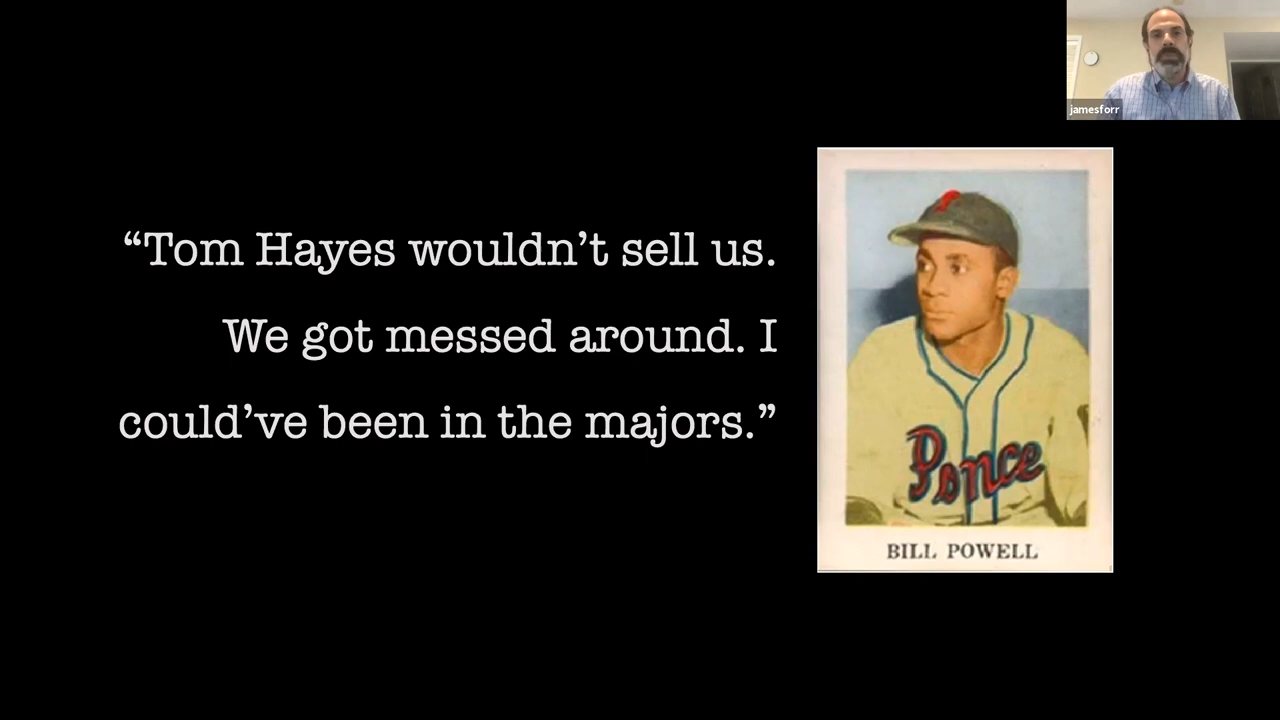 jamesforr
“Tom Hayes wouldn’t sell us.
We got messed around. I
could’ve been in the majors.”
P
Ponce
BILL POWELL